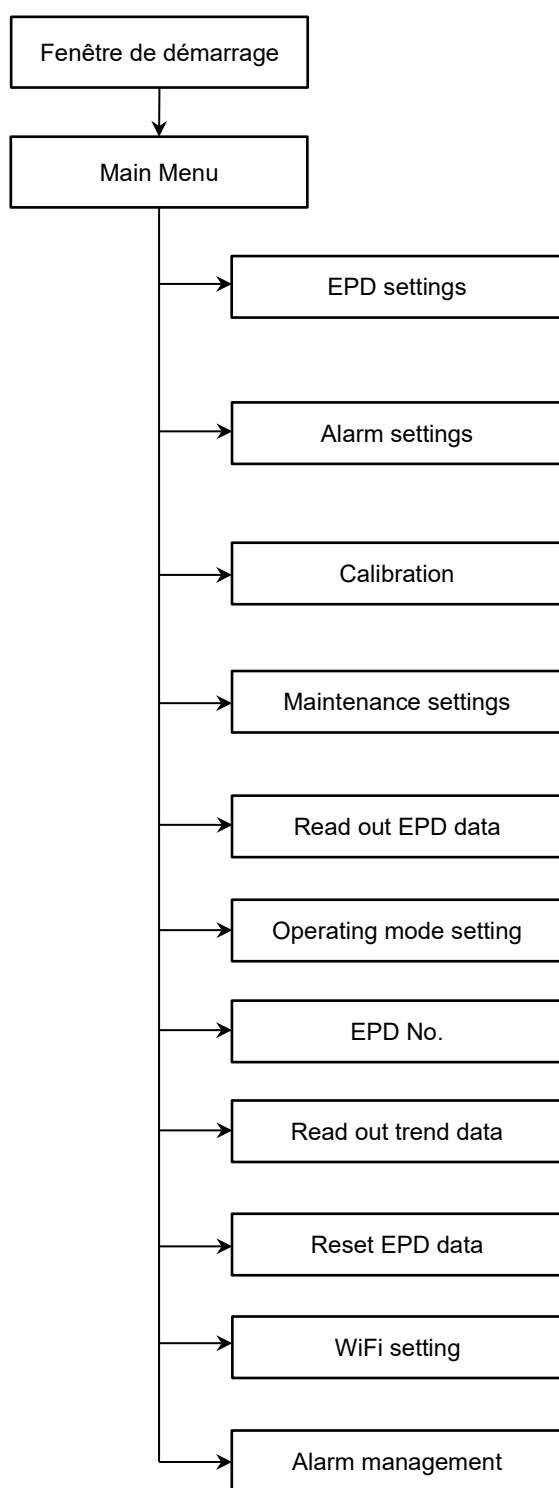 Fenêtre de démarrage
Main Menu
EPD settings
Alarm settings
Calibration
Maintenance settings
Read out EPD data
Operating mode setting
EPD No.
Read out trend data
Reset EPD data
WiFi setting
Alarm management